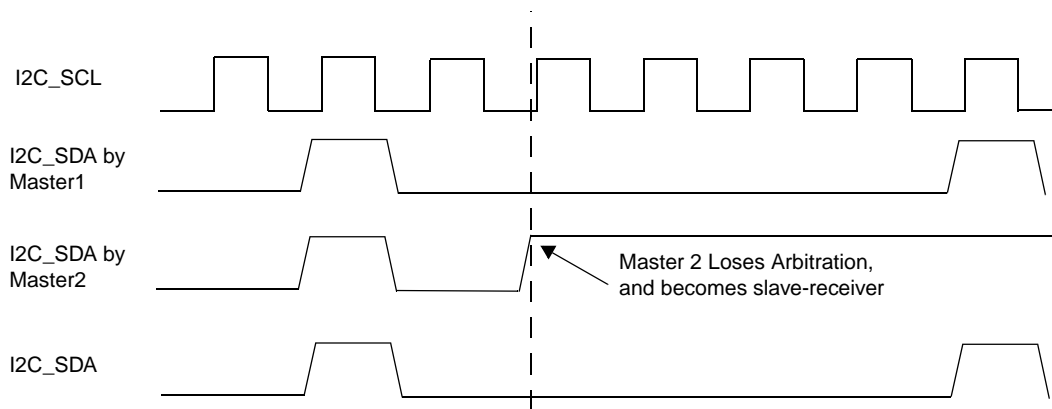 I2C_SCL
I2C_SDA by
Master1
I2C_SDA by
Master2
Master 2 Loses Arbitration,
and becomes slave-receiver
I2C_SDA